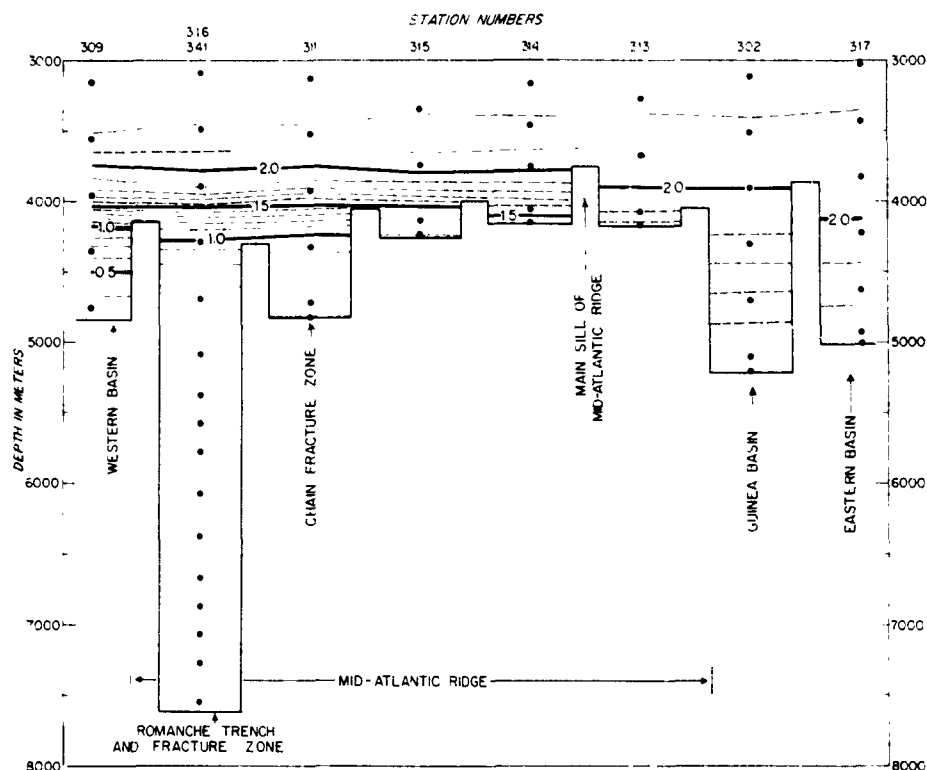 STATION NUMBERS
316
309 341 311 315 314 313 302 317
3000 3000
2.0 2.0 2.0
4000 4000
1.5 1.5
1.0 1.0
0.5
5000 5000
6000 6000
7000 7000
8000 8000
DEPTH IN METERS
WESTERN BASIN
CHAIN FRACTURE ZONE
MAIN SILL OF
MID-ATLANTIC RIDGE
GUINEA BASIN
EASTERN BASIN
MID-ATLANTIC RIDGE
ROMANCHE TRENCH
AND FRACTURE ZONE